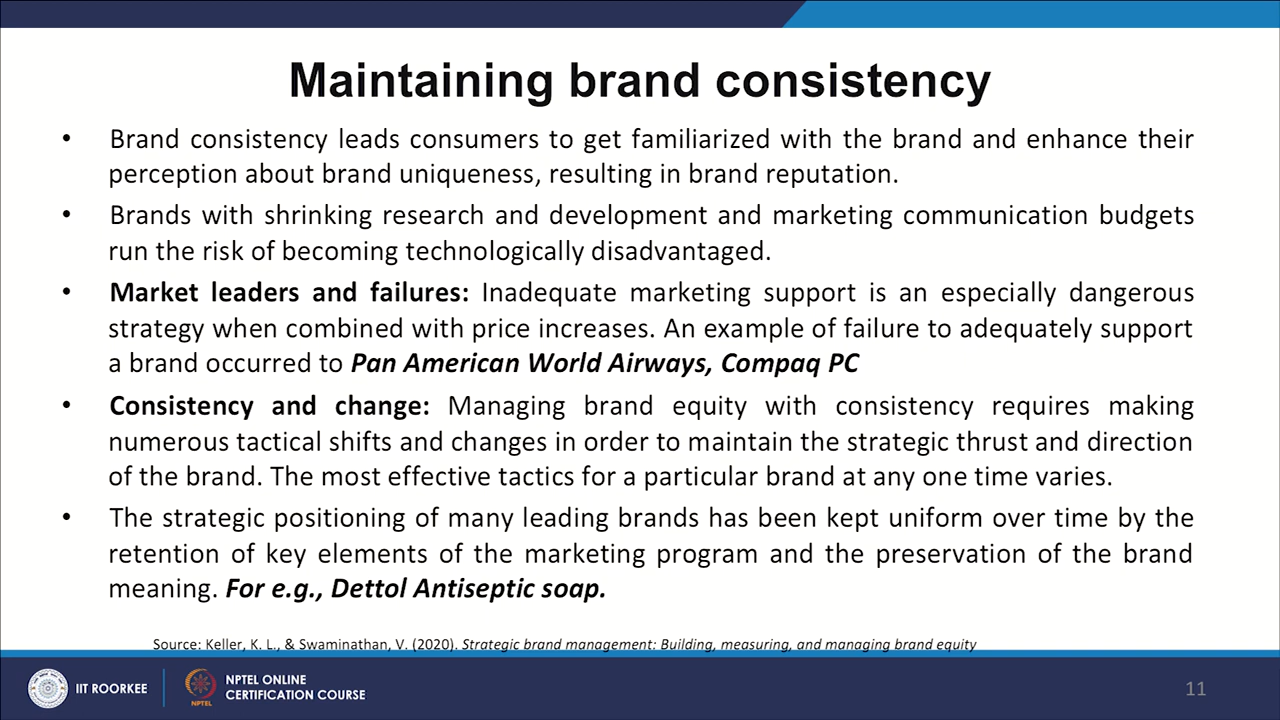 Maintaining brand consistency
• Brand consistency leads consumers to get familiarized with the brand and enhance their
perception about brand uniqueness, resulting in brand reputation.
• Brands with shrinking research and development and marketing communication budgets
run the risk of becoming technologically disadvantaged.
• Market leaders and failures: Inadequate marketing support is an especially dangerous
strategy when combined with price increases. An example of failure to adequately support
a brand occurred to Pan American World Airways, Compaq PC
• Consistency and change: Managing brand equity with consistency requires making
numerous tactical shifts and changes in order to maintain the strategic thrust and direction
of the brand. The most effective tactics for a particular brand at any one time varies.
• The strategic positioning of many leading brands has been kept uniform over time by the
retention of key elements of the marketing program and the preservation of the brand
meaning. For e.g., Dettol Antiseptic soap.
Source: Keller, K. L., & Swaminathan, V. (2020). Strategic brand management: Building, measuring, and managing brand equity
IIT ROORKEE
NPTEL
NPTEL ONLINE
CERTIFICATION COURSE
11